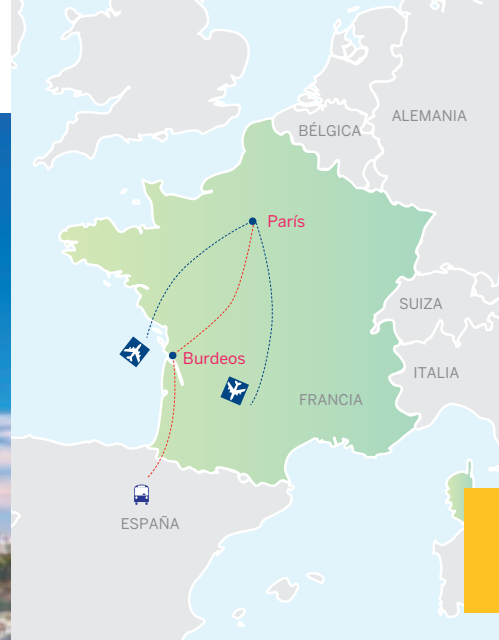 ALEMANIA
BÉLGICA
París
SUIZA
Burdeos
ITALIA
FRANCIA
ESPAÑA